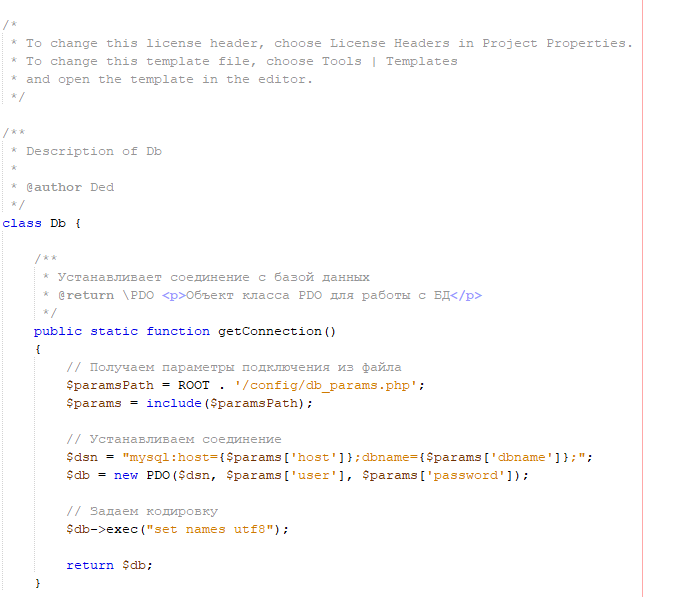 /*
 * To change this license header, choose License Headers in Project Properties.
 * To change this template file, choose Tools | Templates
 * and open the template in the editor.
 */
/**
 * Description of Db
 *
 * @author Ded
 */
class Db {
    /**
     * Устанавливает соединение с базой данных
     * @return \PDO <p>Объект класса PDO для работы с БД</p>
     */
    public static function getConnection()
    {
        // Получаем параметры подключения из файла
        $paramsPath = ROOT . '/config/db_params.php';
        $params = include($paramsPath);
        // Устанавливаем соединение
        $dsn = "mysql:host={$params['host']};dbname={$params['dbname']};";
        $db = new PDO($dsn, $params['user'], $params['password']);
        // Задаем кодировку
        $db->exec("set names utf8");
        return $db;
    }